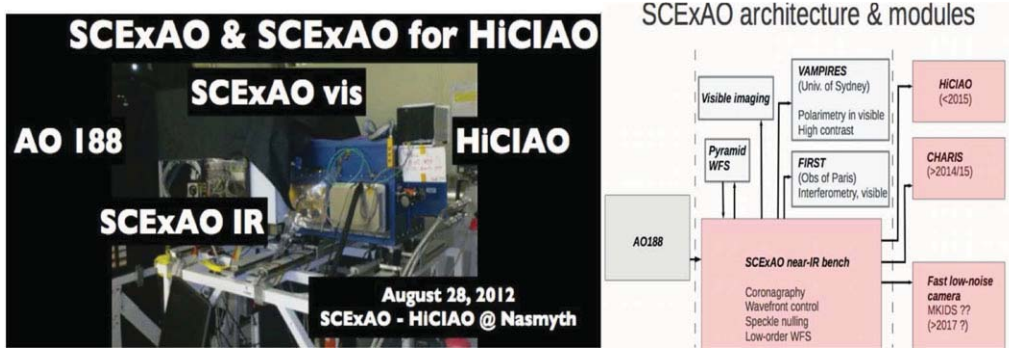 SCExAO & SCExAO for HiCIAO
SCExAO vis
AO 188
HiCIAO
SCExAO IR
August 28, 2012
SCExAO - HiCIAO @ Nasmyth
SCExAO architecture & modules
Visible imaging
Pyramid
WFS
VAMPIRES
(Univ. of Sydney)
Polarimetry in visible
High contrast
FIRST
(Obs of Paris)
Interferometry, visible
HiCIAO
(<2015)
CHARIS
(>2014/15)
AO188
SCExAO near-IR bench
Coronagraphy
Wavefront control
Speckle nulling
Low-order WFS
Fast low-noise
camera
MKIDS ??
(>2017 ?)